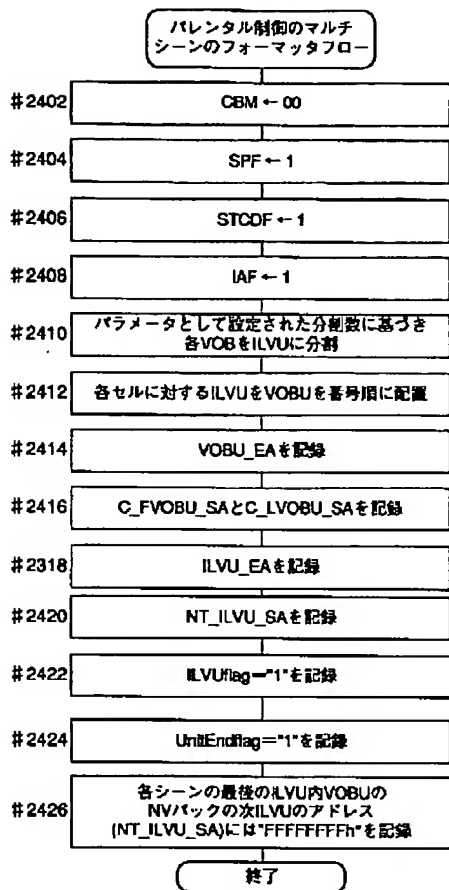 パレンタル制御のマルチ
シーンのフォーマッタフロー
#2402
CBM ← 00
#2404
SPF ← 1
#2406
STCDF ← 1
#2408
IAF ← 1
#2410
パラメータとして設定された分割数に基づき
各VOBをILVUに分割
#2412
各セルに対するILVUをVOBUを番号順に配置
#2414
VOBU_EAを記録
#2416
C_FVOBU_SAとC_LVOBU_SAを記録
#2318
ILVU_EAを記録
#2420
NT_ILVU_SAを記録
#2422
ILVUflag="1"を記録
#2424
UnitEndflag="1"を記録
#2426
各シーンの最後のILVU内VOBUの
NVパックの次ILVUのアドレス
(NT_ILVU_SA)には"FFFFFFFFh"を記録
終了